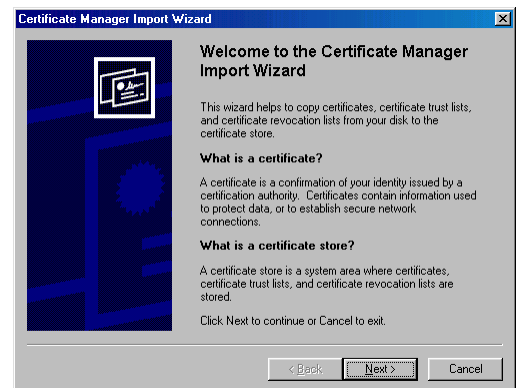 Certificate Manager Import Wizard
Welcome to the Certificate Manager
Import Wizard
This wizard helps to copy certificates, certificate trust lists,
and certificate revocation lists from your disk to the
certificate store.
What is a certificate?
A certificate is a confirmation of your identity issued by a
certification authority. Certificates contain information used
to protect data, or to establish secure network
connections.
What is a certificate store?
A certificate store is a system area where certificates,
certificate trust lists, and certificate revocation lists are
stored.
Click Next to continue or Cancel to exit.
< Back
Next >
Cancel